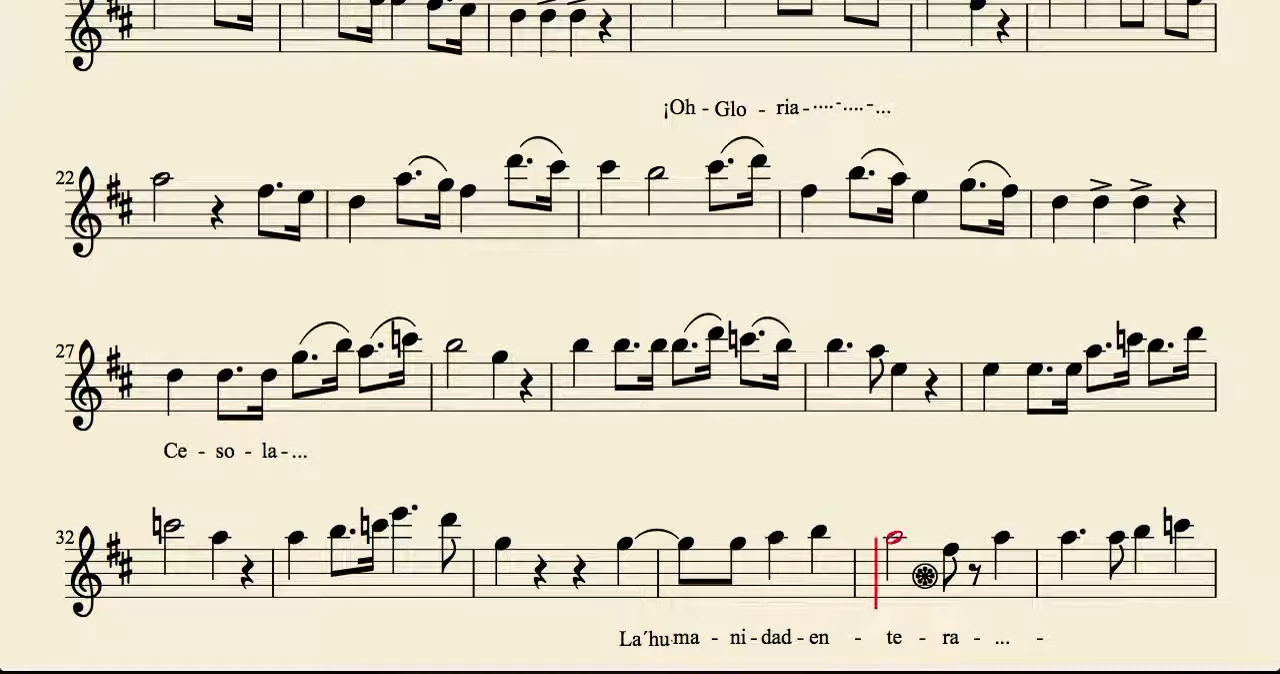 ¡Oh - Glo - ria-....-....-...
22
27
Ce - so - la-...
32
La´hu ma - ni-dad-en - te - ra - ... -